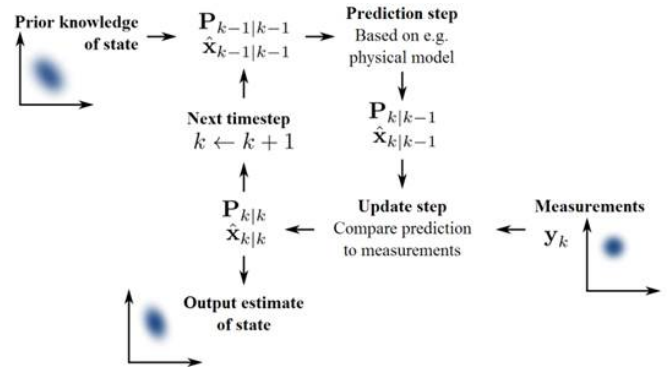 Prior knowledge
of state
P_{k-1|k-1}
x̂_{k-1|k-1}
Prediction step
Based on e.g.
physical model
Next timestep
k ← k + 1
P_{k|k-1}
x̂_{k|k-1}
P_{k|k}
x̂_{k|k}
Update step
Compare prediction
to measurements
Measurements
y_k
Output estimate
of state